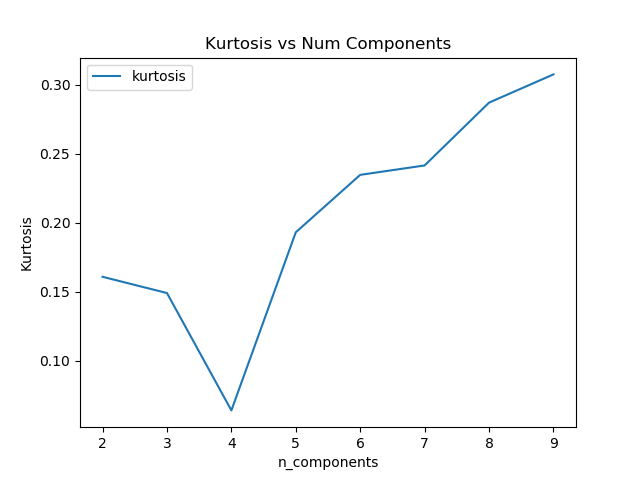 Kurtosis vs Num Components
kurtosis
0.30
0.25
0.20
0.15
0.10
Kurtosis
2 3 4 5 6 7 8 9
n_components